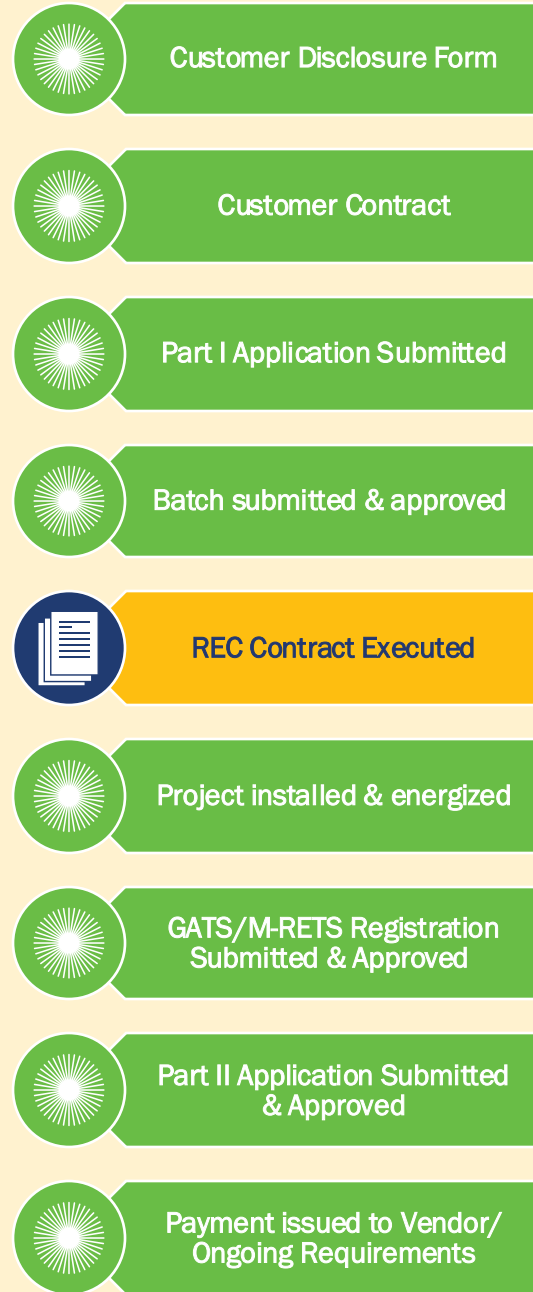 Customer Disclosure Form
Customer Contract
Part I Application Submitted
Batch submitted & approved
REC Contract Executed
Project installed & energized
GATS/M-RETS Registration
Submitted & Approved
Part II Application Submitted
& Approved
Payment issued to Vendor/
Ongoing Requirements